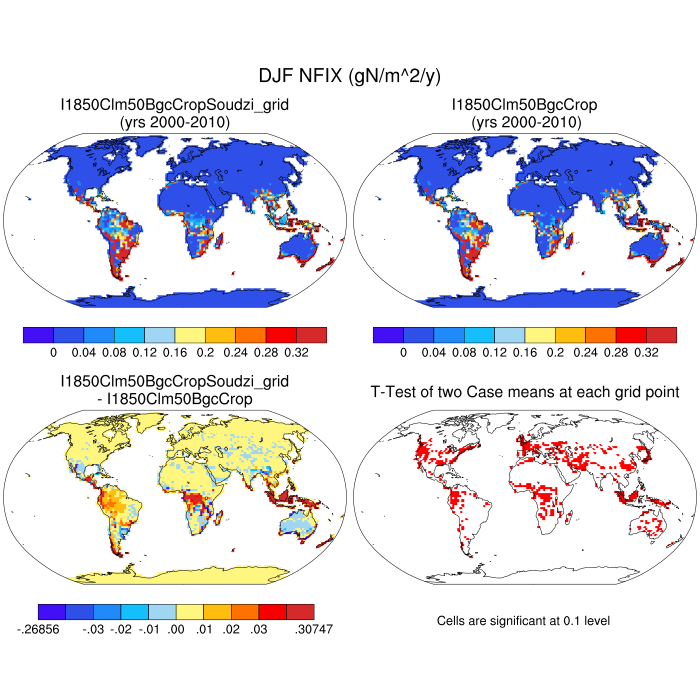 DJF NFIX (gN/m^2/y)
I1850Clm50BgcCropSoudzi_grid
(yrs 2000-2010)
I1850Clm50BgcCrop
(yrs 2000-2010)
0 0.04 0.08 0.12 0.16 0.2 0.24 0.28 0.32
0 0.04 0.08 0.12 0.16 0.2 0.24 0.28 0.32
I1850Clm50BgcCropSoudzi_grid
- I1850Clm50BgcCrop
T-Test of two Case means at each grid point
-.26856 -.03 -.02 -.01 .00 .01 .02 .03 .30747
Cells are significant at 0.1 level